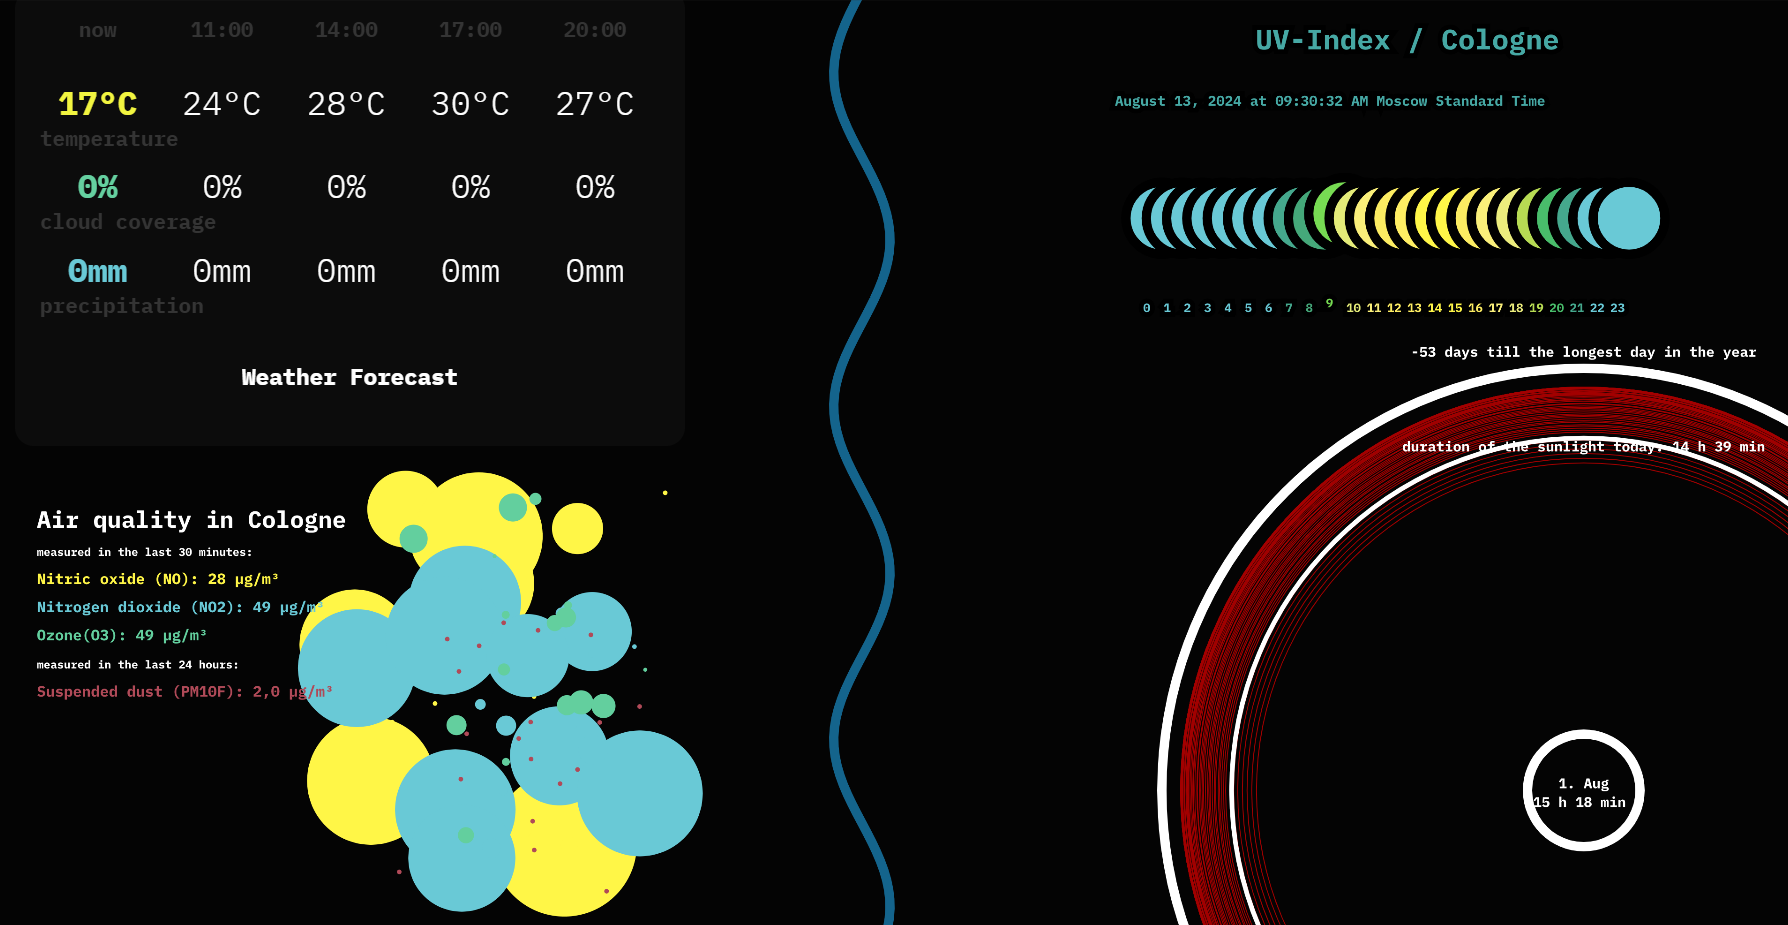 now 11:00 14:00 17:00 20:00
17°C 24°C 28°C 30°C 27°C
temperature
0% 0% 0% 0% 0%
cloud coverage
0mm 0mm 0mm 0mm 0mm
precipitation
Weather Forecast
Air quality in Cologne
measured in the last 30 minutes:
Nitric oxide (NO): 28 µg/m³
Nitrogen dioxide (NO2): 49 µg/m³
Ozone(O3): 49 µg/m³
measured in the last 24 hours:
Suspended dust (PM10F): 2,0 µg/m³
UV-Index / Cologne
August 13, 2024 at 09:30:32 AM Moscow Standard Time
0 1 2 3 4 5 6 7 8 9 10 11 12 13 14 15 16 17 18 19 20 21 22 23
-53 days till the longest day in the year
duration of the sunlight today: 14 h 39 min
1. Aug
15 h 18 min